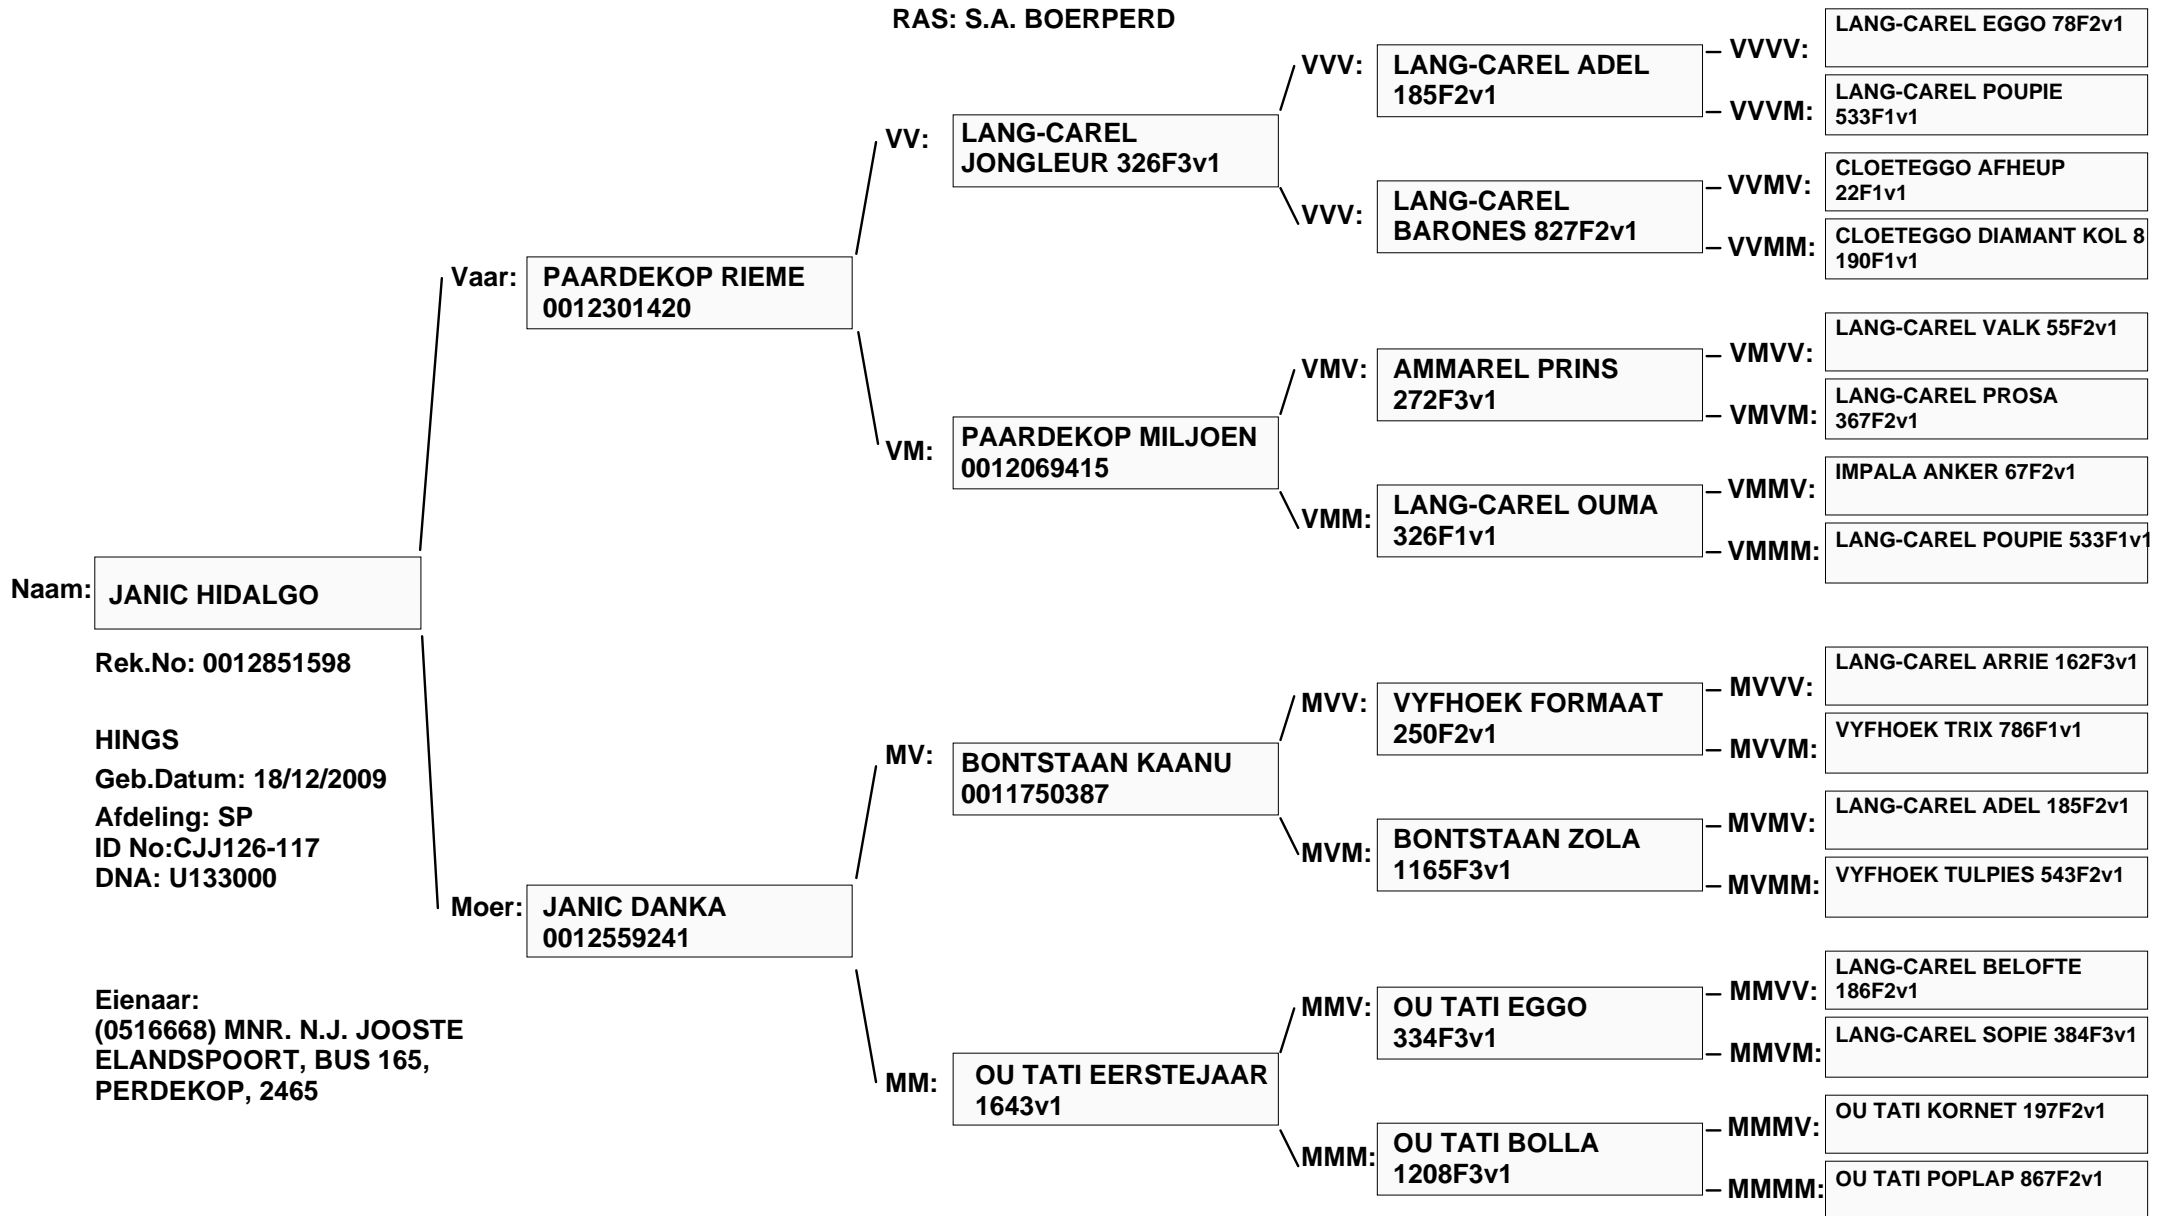 RAS: S.A. BOERPERD
Naam: JANIC HIDALGO
Rek.No: 0012851598
HINGS
Geb.Datum: 18/12/2009
Afdeling: SP
ID No:CJJ126-117
DNA: U133000
Eienaar:
(0516668) MNR. N.J. JOOSTE
ELANDSPOORT, BUS 165,
PERDEKOP, 2465
Vaar: PAARDEKOP RIEME
0012301420
Moer: JANIC DANKA
0012559241
VV: LANG-CAREL
JONGLEUR 326F3v1
VM: PAARDEKOP MILJOEN
0012069415
MV: BONTSTAAN KAANU
0011750387
MM: OU TATI EERSTEJAAR
1643v1
VVV: LANG-CAREL ADEL
185F2v1
VVV: LANG-CAREL
BARONES 827F2v1
VMV: AMMAREL PRINS
272F3v1
VMM: LANG-CAREL OUMA
326F1v1
MVV: VYFHOEK FORMAAT
250F2v1
MVM: BONTSTAAN ZOLA
1165F3v1
MMV: OU TATI EGGO
334F3v1
MMM: OU TATI BOLLA
1208F3v1
VVVV: LANG-CAREL EGGO 78F2v1
VVVM: LANG-CAREL POUPIE
533F1v1
VVMV: CLOETEGGO AFHEUP
22F1v1
VVMM: CLOETEGGO DIAMANT KOL 8
190F1v1
VMVV: LANG-CAREL VALK 55F2v1
VMVM: LANG-CAREL PROSA
367F2v1
VMMV: IMPALA ANKER 67F2v1
VMMM: LANG-CAREL POUPIE 533F1v1
MVVV: LANG-CAREL ARRIE 162F3v1
MVVM: VYFHOEK TRIX 786F1v1
MVMV: LANG-CAREL ADEL 185F2v1
MVMM: VYFHOEK TULPIES 543F2v1
MMVV: LANG-CAREL BELOFTE
186F2v1
MMVM: LANG-CAREL SOPIE 384F3v1
MMMV: OU TATI KORNET 197F2v1
MMMM: OU TATI POPLAP 867F2v1